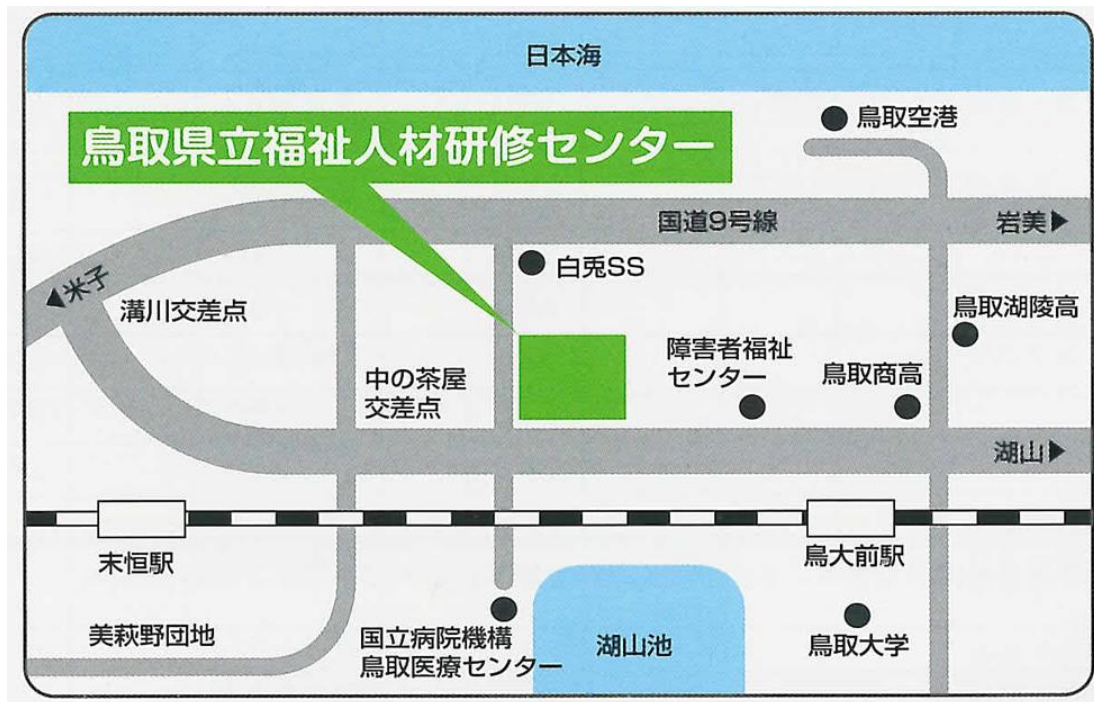 日本海
鳥取空港
鳥取県立福祉人材研修センター
国道9号線
岩美▶
白兎SS
◀米子
溝川交差点
鳥取湖陵高
障害者福祉
センター
鳥取商高
中の茶屋
交差点
湖山▶
末恒駅
鳥大前駅
美萩野団地
国立病院機構
鳥取医療センター
湖山池
鳥取大学